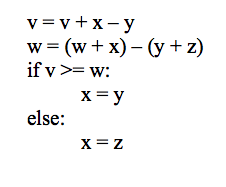 v = v + x – y
w = (w + x) – (y + z)
if v >= w:
x = y
else:
x = z